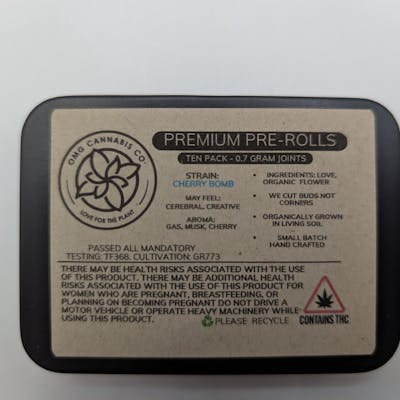 OMG CANNABIS CO.
LOVE FOR THE PLANT
PREMIUM PRE-ROLLS
TEN PACK - 0.7 GRAM JOINTS
STRAIN:
CHERRY BOMB
MAY FEEL:
CEREBRAL, CREATIVE
AROMA:
GAS, MUSK, CHERRY
• INGREDIENTS: LOVE,
ORGANIC FLOWER
• WE CUT BUDS NOT
CORNERS
• ORGANICALLY GROWN
IN LIVING SOIL
• SMALL BATCH
HAND CRAFTED
PASSED ALL MANDATORY
TESTING: TF368. CULTIVATION: GR773
THERE MAY BE HEALTH RISKS ASSOCIATED WITH THE USE
OF THIS PRODUCT. THERE MAY BE ADDITIONAL HEALTH
RISKS ASSOCIATED WITH THE USE OF THIS PRODUCT FOR
WOMEN WHO ARE PREGNANT, BREASTFEEDING, OR
PLANNING ON BECOMING PREGNANT DO NOT DRIVE A
MOTOR VEHICLE OR OPERATE HEAVY MACHINERY WHILE
USING THIS PRODUCT.
PLEASE RECYCLE
CONTAINS THC